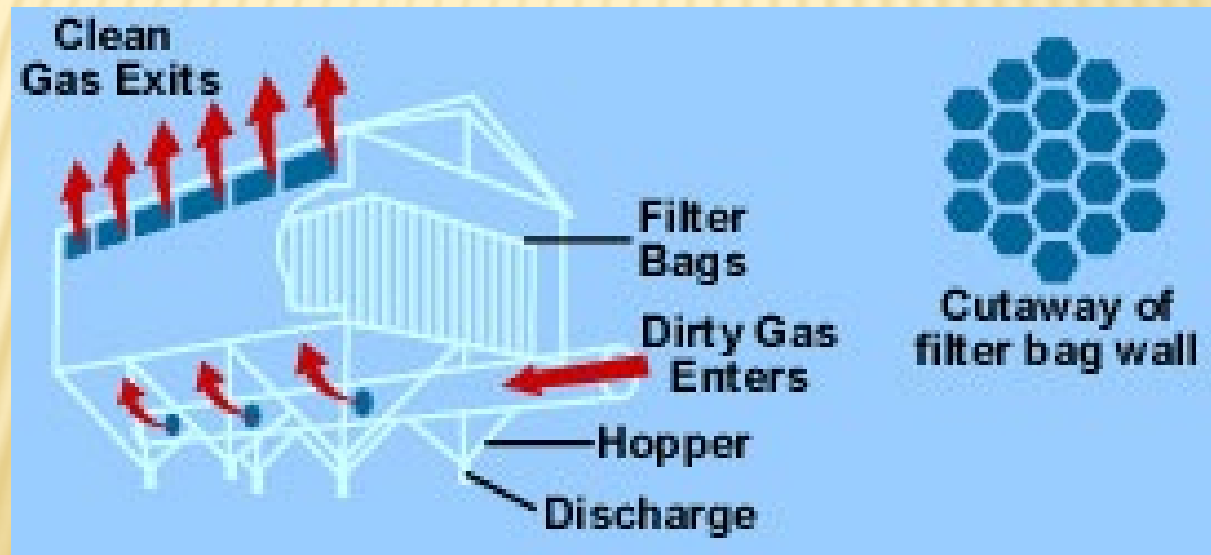 Clean
Gas Exits
Filter
Bags
Dirty Gas
Enters
Hopper
Discharge
Cutaway of
filter bag wall